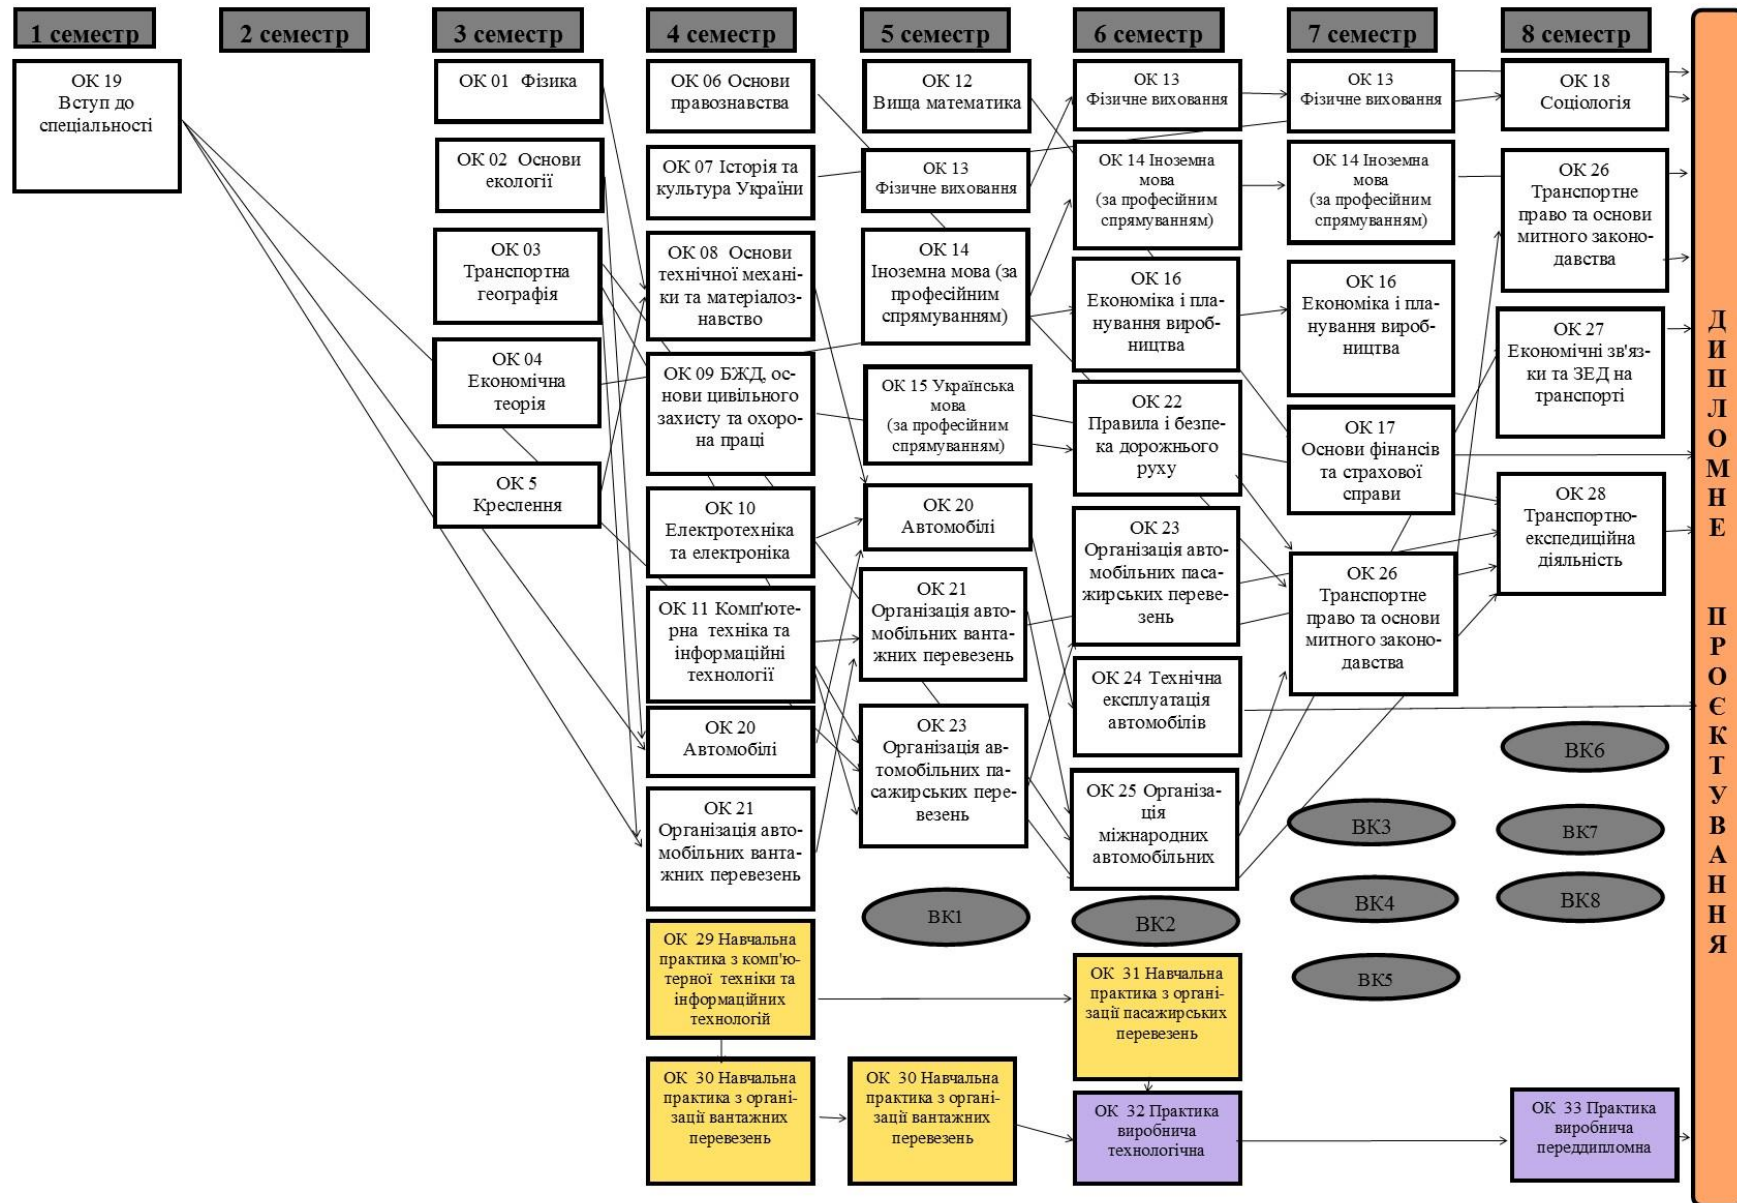 1 семестр
2 семестр
3 семестр
4 семестр
5 семестр
6 семестр
7 семестр
8 семестр
ОК 19
Вступ до
спеціальності
ОК 01 Фізика
ОК 02 Основи
екології
ОК 03
Транспортна
географія
ОК 04
Економічна
теорія
ОК 5
Креслення
ОК 06 Основи
правознавства
ОК 07 Історія та
культура України
ОК 08 Основи
технічної механі-
ки та матеріалоз-
навство
ОК 09 БЖД, ос-
нови цивільного
захисту та охоро-
на праці
ОК 10
Електротехніка
та електроніка
ОК 11 Комп'ютe-
рна техніка та
інформаційні
технології
ОК 20
Автомобілі
ОК 21
Організація авто-
мобільних ванта-
жних перевезень
ОК 29 Навчальна
практика з комп'ю-
терної техніки та
інформаційних
технологій
ОК 30 Навчальна
практика з органі-
зації вантажних
перевезень
ОК 12
Вища математика
ОК 13
Фізичне виховання
ОК 14
Іноземна мова (за
професійним
спрямуванням)
ОК 15 Українська
мова
(за професійним
спрямуванням)
ОК 20
Автомобілі
ОК 21
Організація авто-
мобільних ванта-
жних перевезень
ОК 23
Організація ав-
томобільних па-
сажирських пере-
везень
ВК1
ОК 30 Навчальна
практика з органі-
зації вантажних
перевезень
ОК 13
Фізичне виховання
ОК 14 Іноземна
мова
(за професійним
спрямуванням)
ОК 16
Економіка і пла-
нування вироб-
ництва
ОК 22
Правила і безпе-
ка дорожнього
руху
ОК 23
Організація авто-
мобільних паса-
жирських переве-
зень
ОК 24 Технічна
експлуатація
автомобілів
ОК 25 Організа-
ція
міжнародних
автомобільних
ВК2
ОК 31 Навчальна
практика з органі-
зації пасажирських
перевезень
ОК 32 Практика
виробнича
технологічна
ОК 13
Фізичне виховання
ОК 14 Іноземна
мова
(за професійним
спрямуванням)
ОК 16
Економіка і пла-
нування вироб-
ництва
ОК 17
Основи фінансів
та страхової
справи
ОК 26
Транспортне
право та основи
митного законо-
давства
ВК3
ВК4
ВК5
ОК 18
Соціологія
ОК 26
Транспортне
право та основи
митного законо-
давства
ОК 27
Економічні зв'яз-
ки та ЗЕД на
транспорті
ОК 28
Транспортно-
експедиційна
діяльність
ВК6
ВК7
ВК8
ОК 33 Практика
виробнича
переддипломна
ДИПЛОМНЕ ПРОЄКТУВАННЯ